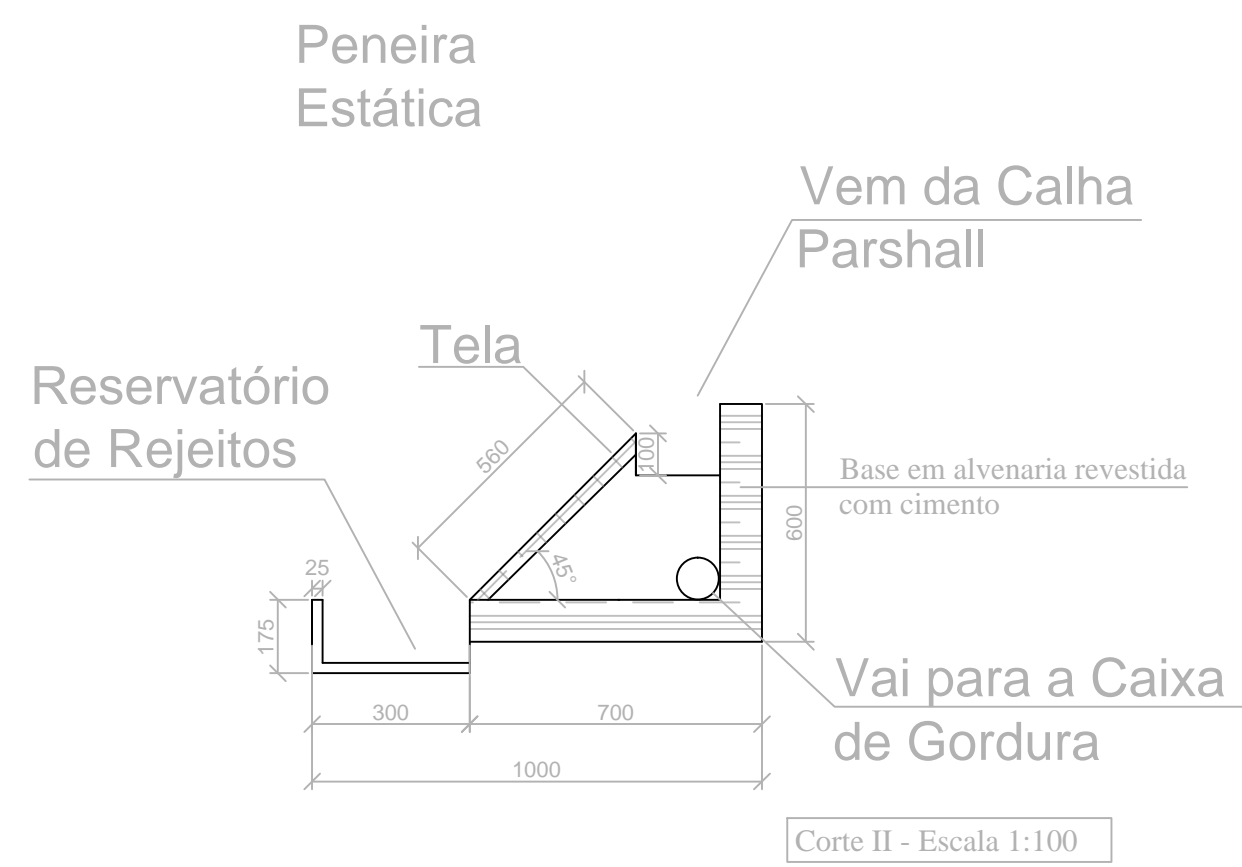 Peneira
Estática
Vem da Calha
Parshall
Tela
Reservatório
de Rejeitos
560
100
Base em alvenaria revestida
com cimento
600
45°
25
175
300
700
Vai para a Caixa
de Gordura
1000
Corte II - Escala 1:100